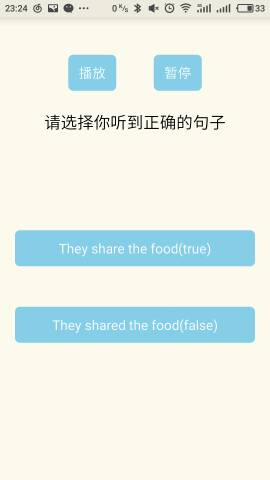 23:24 ... 0 K/s 33
播放 暂停
请选择你听到正确的句子
They share the food(true)
They shared the food(false)